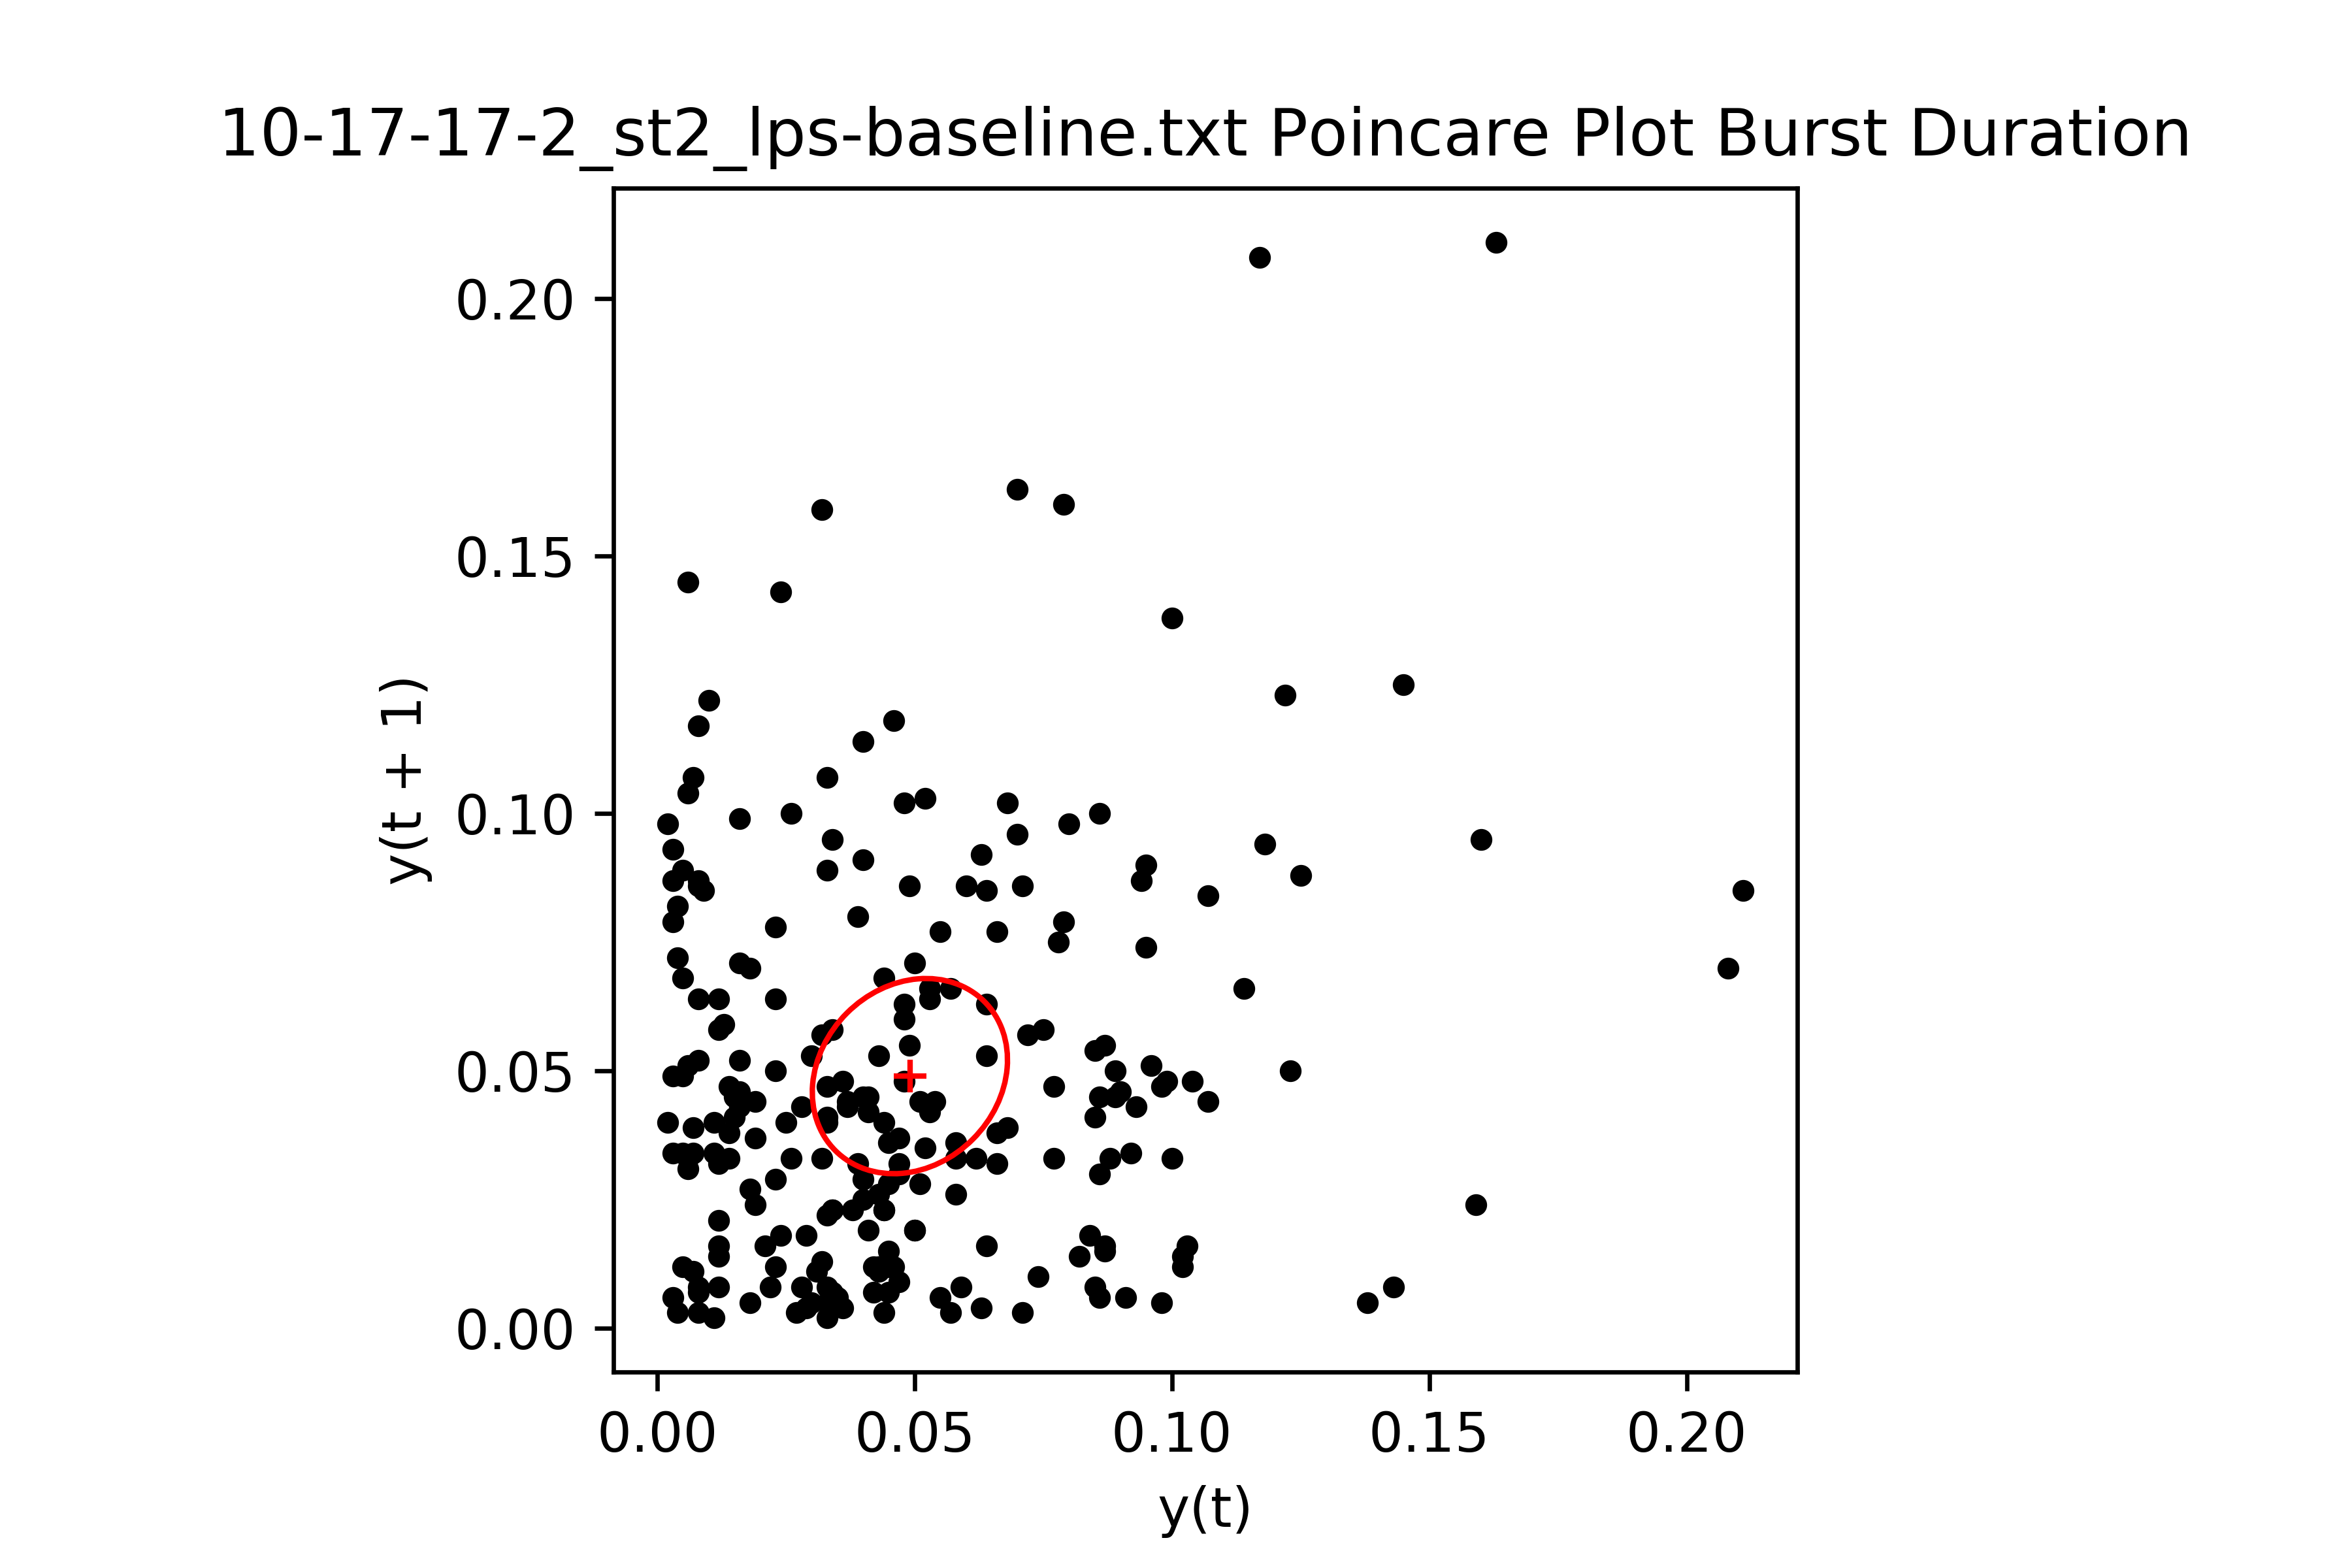 10-17-17-2_st2_lps-baseline.txt Poincare Plot Burst Duration
0.20
0.15
y(t + 1)
0.10
0.05
0.00
0.00 0.05 0.10 0.15 0.20
y(t)